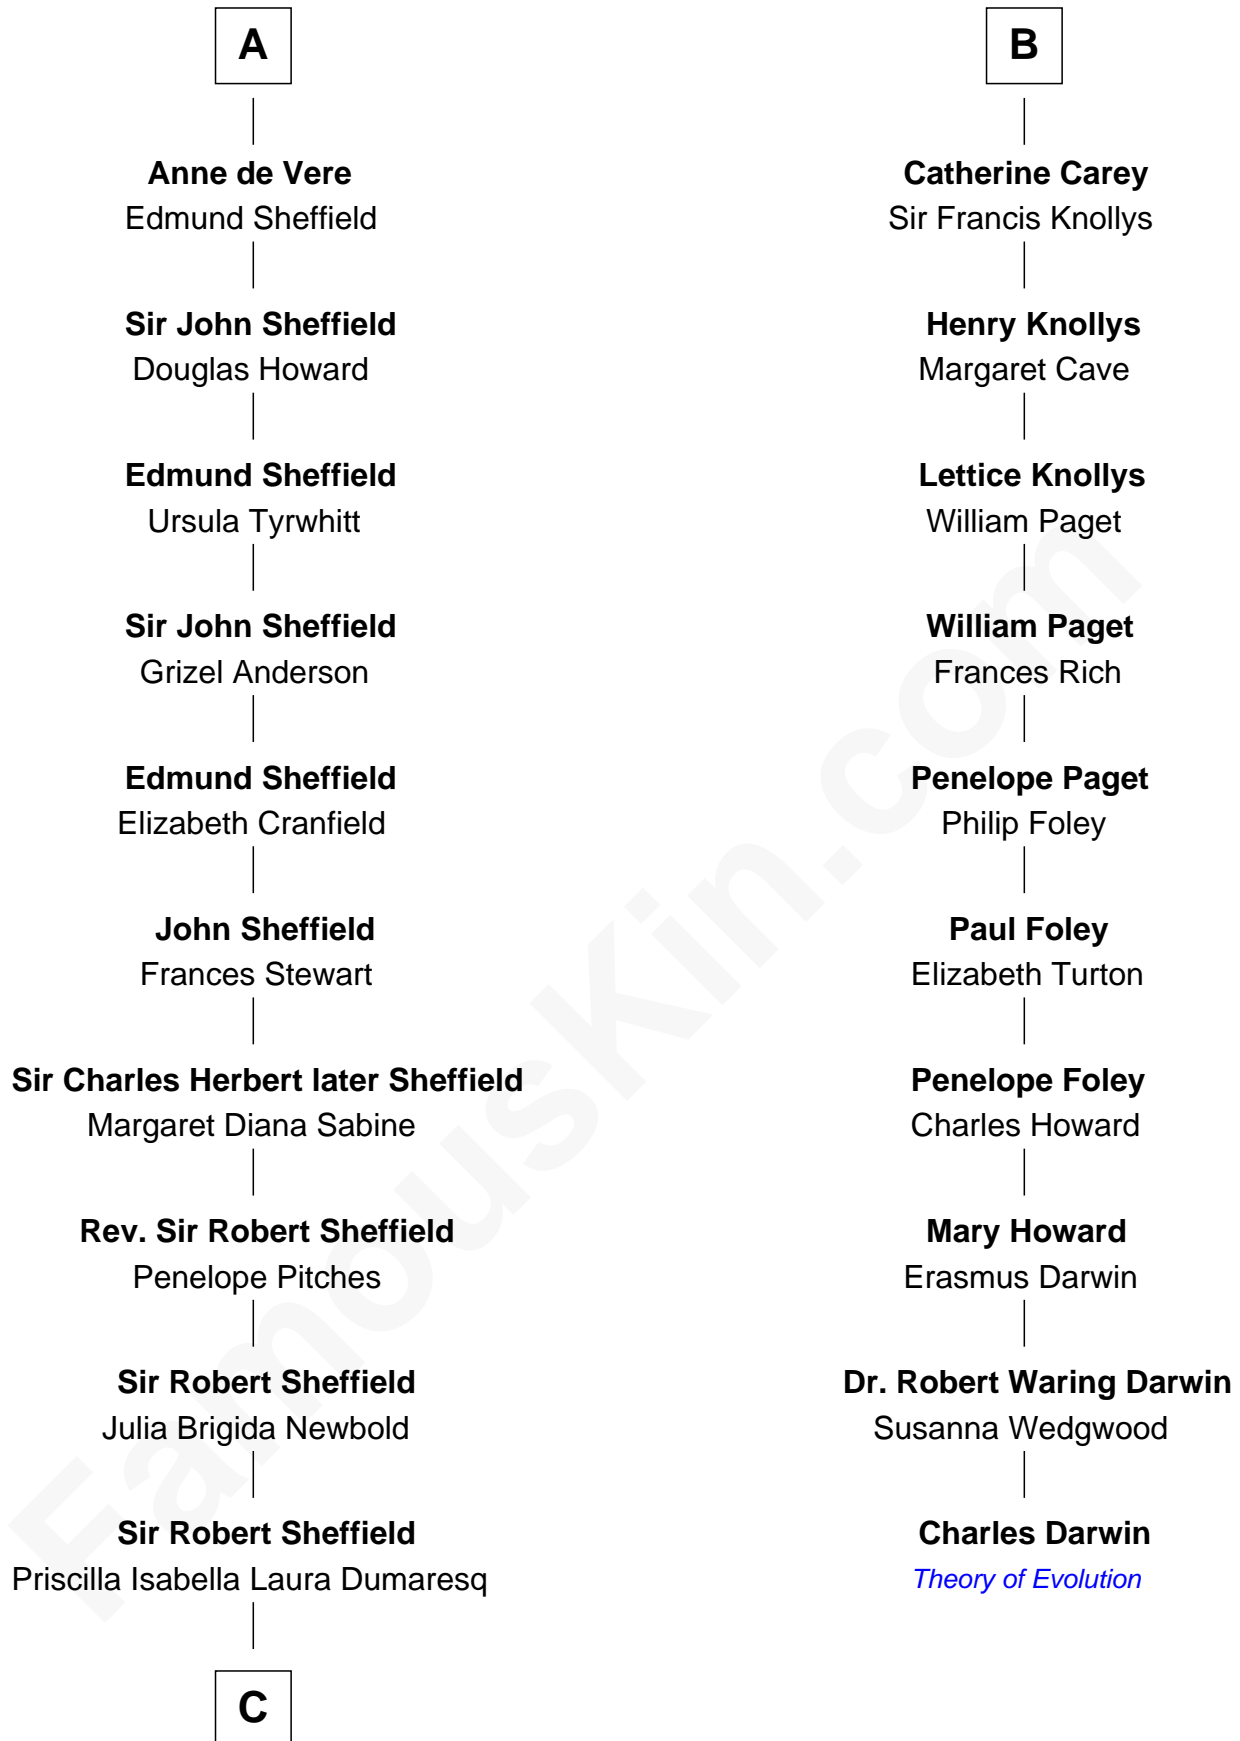 A
Anne de Vere
Edmund Sheffield
Sir John Sheffield
Douglas Howard
Edmund Sheffield
Ursula Tyrwhitt
Sir John Sheffield
Grizel Anderson
Edmund Sheffield
Elizabeth Cranfield
John Sheffield
Frances Stewart
Sir Charles Herbert later Sheffield
Margaret Diana Sabine
Rev. Sir Robert Sheffield
Penelope Pitches
Sir Robert Sheffield
Julia Brigida Newbold
Sir Robert Sheffield
Priscilla Isabella Laura Dumaresq
C
B
Catherine Carey
Sir Francis Knollys
Henry Knollys
Margaret Cave
Lettice Knollys
William Paget
William Paget
Frances Rich
Penelope Paget
Philip Foley
Paul Foley
Elizabeth Turton
Penelope Foley
Charles Howard
Mary Howard
Erasmus Darwin
Dr. Robert Waring Darwin
Susanna Wedgwood
Charles Darwin
Theory of Evolution
FamousKin.com